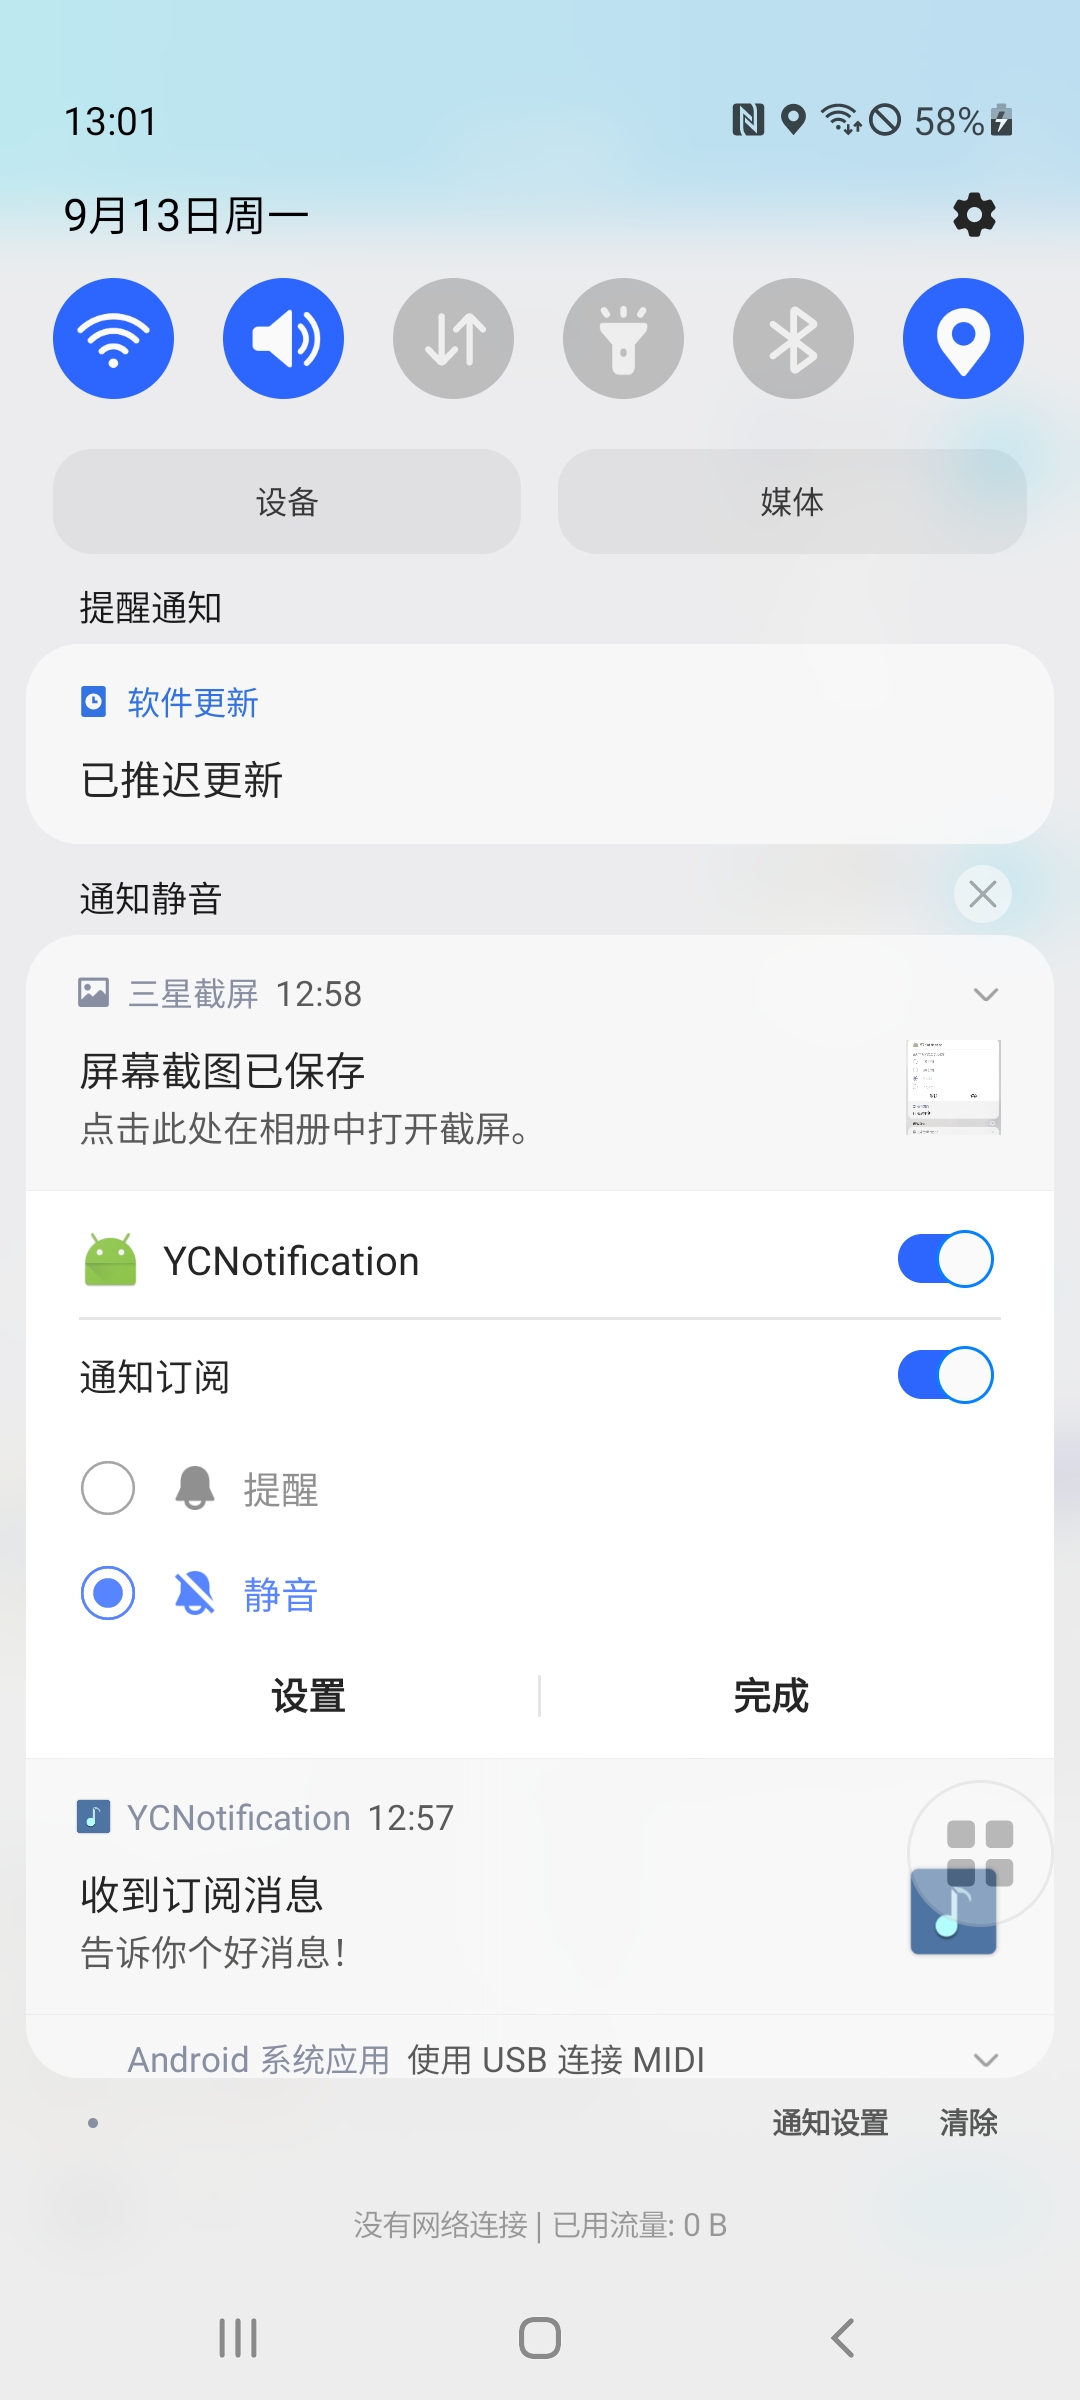 13:01
58%
9月13日周一
设备
媒体
提醒通知
软件更新
已推迟更新
通知静音
三星截屏 12:58
屏幕截图已保存
点击此处在相册中打开截屏。
YCNotification
通知订阅
提醒
静音
设置
完成
YCNotification 12:57
收到订阅消息
告诉你个好消息！
Android 系统应用 使用 USB 连接 MIDI
通知设置 清除
没有网络连接 | 已用流量: 0 B